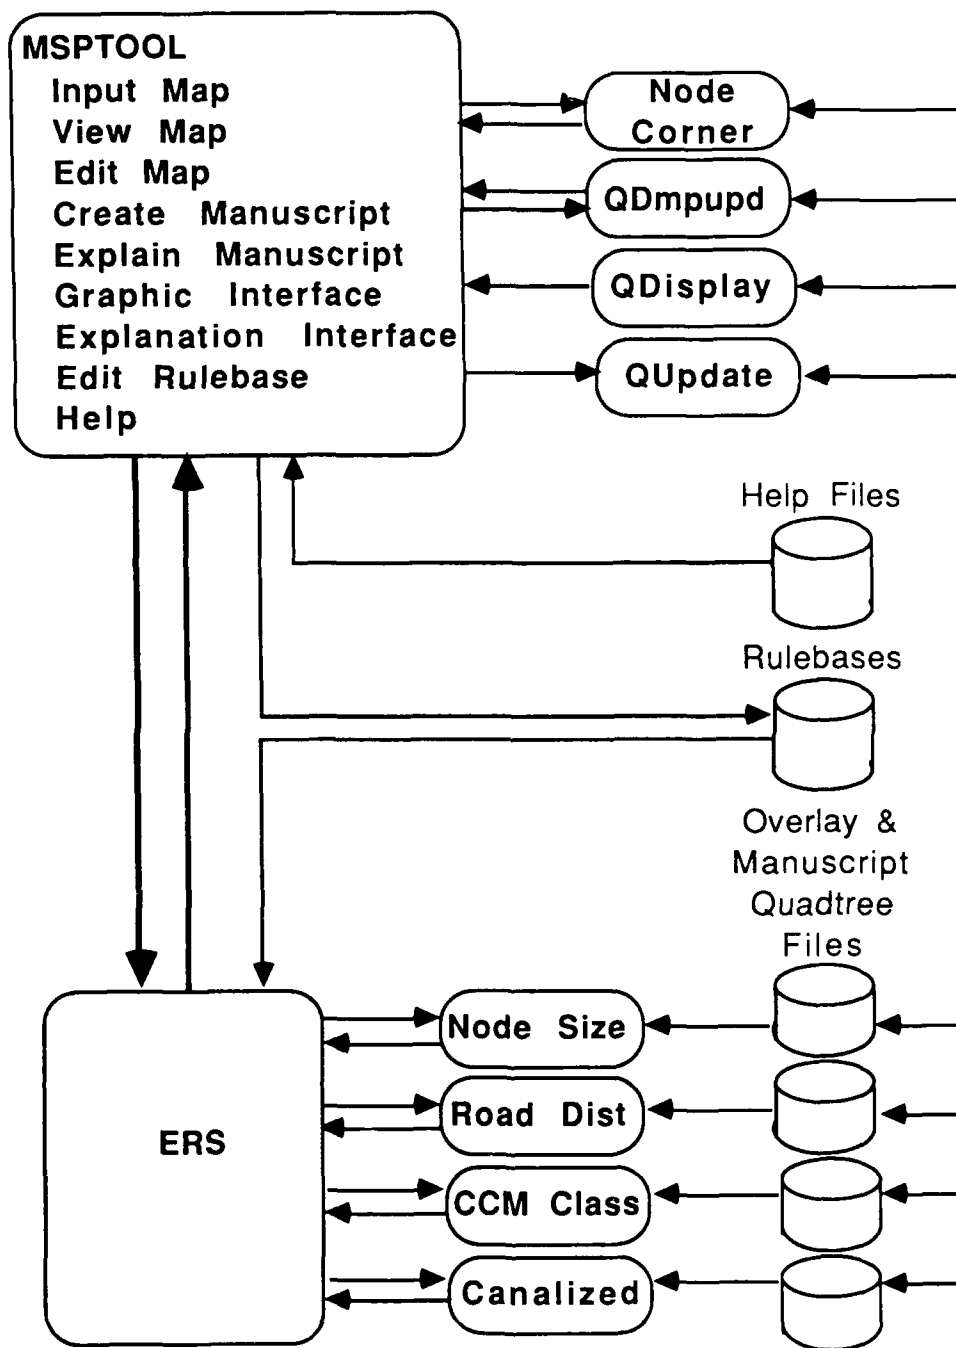 MSPTOOL
Input Map
View Map
Edit Map
Create Manuscript
Explain Manuscript
Graphic Interface
Explanation Interface
Edit Rulebase
Help
Node
Corner
QDmpupd
QDisplay
QUpdate
Help Files
Rulebases
Overlay &
Manuscript
Quadtree
Files
ERS
Node Size
Road Dist
CCM Class
Canalized